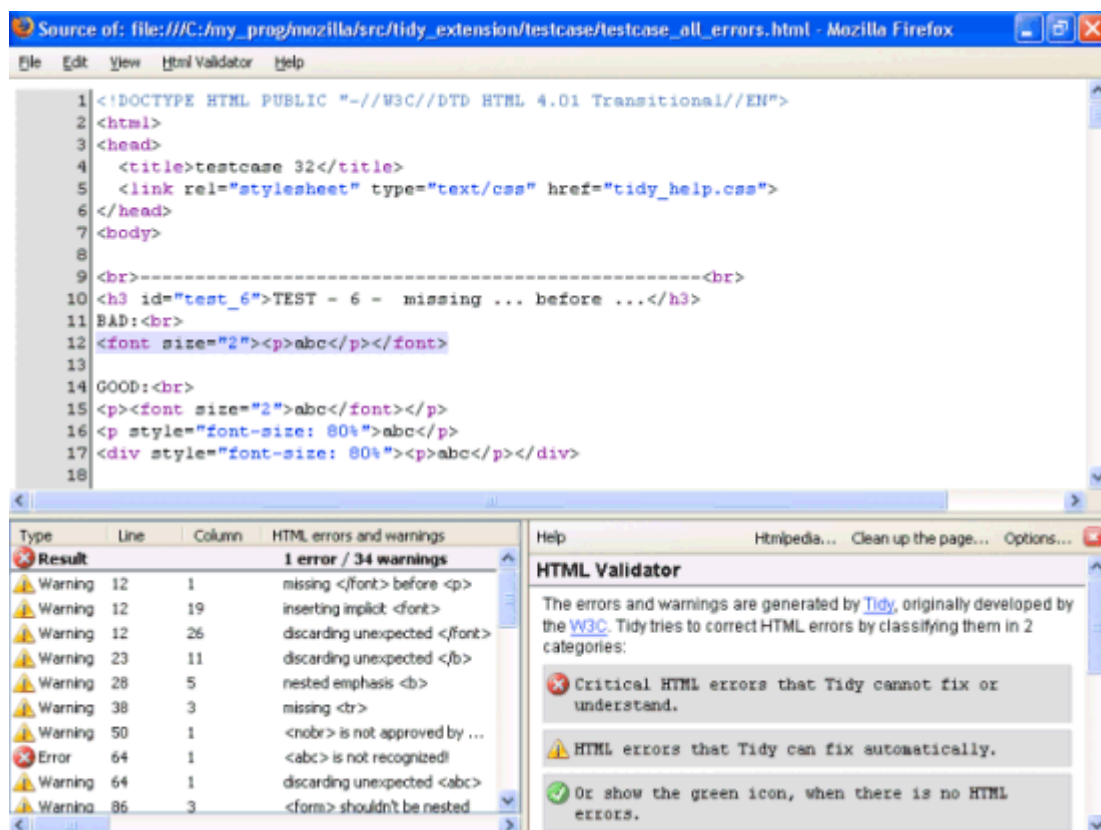 Source of: file:///C:/my_prog/mozilla/src/tidy_extension/testcase/testcase_all_errors.html - Mozilla Firefox
File Edit View Html Validator Help
1 <!DOCTYPE HTML PUBLIC "-//W3C//DTD HTML 4.01 Transitional//EN">
2 <html>
3 <head>
4 <title>testcase 32</title>
5 <link rel="stylesheet" type="text/css" href="tidy_help.css">
6 </head>
7 <body>
8
9 <br>---------------------------------------------------<br>
10 <h3 id="test_6">TEST - 6 - missing ... before ...</h3>
11 BAD:<br>
12 <font size="2"><p>abc</p></font>
13
14 GOOD:<br>
15 <p><font size="2">abc</font></p>
16 <p style="font-size: 80%">abc</p>
17 <div style="font-size: 80%"><p>abc</p></div>
18
Type Line Column HTML errors and warnings
Result 1 error / 34 warnings
Warning 12 1 missing </font> before <p>
Warning 12 19 inserting implicit <font>
Warning 12 26 discarding unexpected </font>
Warning 23 11 discarding unexpected </b>
Warning 28 5 nested emphasis <b>
Warning 38 3 missing <tr>
Warning 50 1 <nobr> is not approved by ...
Error 64 1 <abc> is not recognized!
Warning 64 1 discarding unexpected <abc>
Warning 86 3 <form> shouldn't be nested
Help Htmlpedia... Clean up the page... Options...
HTML Validator
The errors and warnings are generated by Tidy, originally developed by
the W3C. Tidy tries to correct HTML errors by classifying them in 2
categories:
Critical HTML errors that Tidy cannot fix or
understand.
HTML errors that Tidy can fix automatically.
Or show the green icon, when there is no HTML
errors.